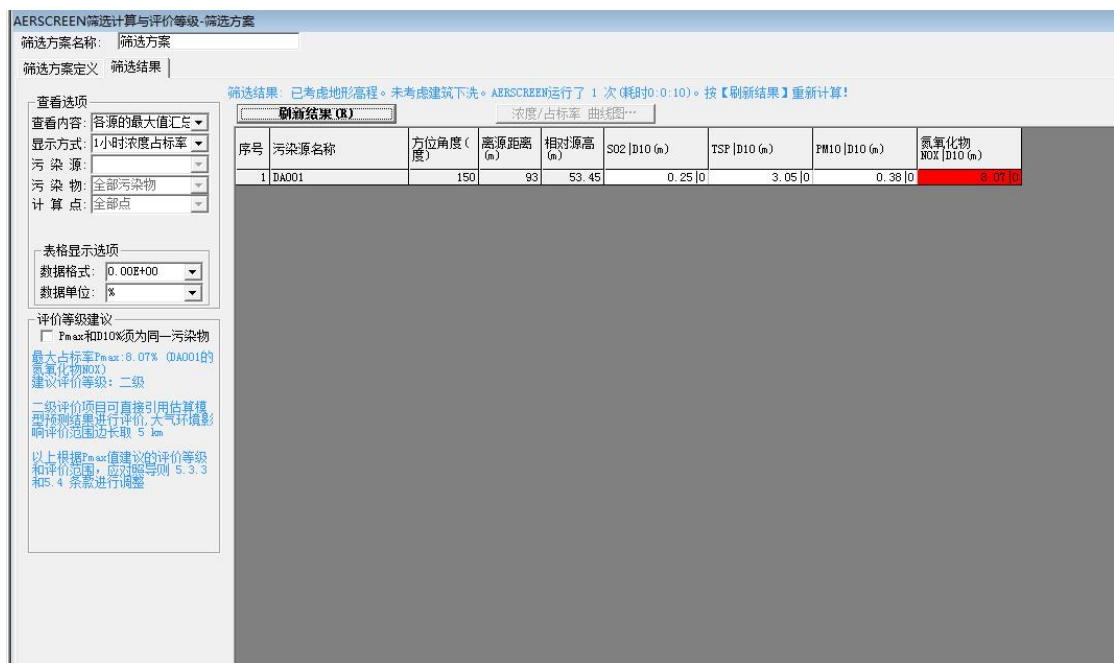 AERSCREEN筛选计算与评价等级-筛选方案
筛选方案名称: 筛选方案
筛选方案定义 筛选结果
筛选结果: 已考虑地形高程。未考虑建筑下洗。AERSCREEN运行了 1 次(耗时0:0:10)。按【刷新结果】重新计算!
查看选项
查看内容: 各源的最大值汇总
显示方式: 1小时浓度占标率
污 染 源:
污 染 物: 全部污染物
计 算 点: 全部点
表格显示选项
数据格式: 0.00E+00
数据单位: %
评价等级建议
Pmax和D10%须为同一污染物
最大占标率Pmax:8.07% (DA001的
氮氧化物NOX)
建议评价等级: 二级
二级评价项目可直接引用估算模
型预测结果进行评价,大气环境影
响评价范围边长取 5 km
以上根据Pmax值建议的评价等级
和评价范围, 应对照导则 5.3.3
和5.4 条款进行调整
刷新结果(R) 浓度/占标率 曲线图…
序号 污染源名称 方位角度(度) 离源距离(m) 相对源高(m) SO2|D10(m) TSP|D10(m) PM10|D10(m) 氮氧化物NOX|D10(m)
1 DA001 150 93 53.45 0.25|0 3.05|0 0.38|0 8.07|0